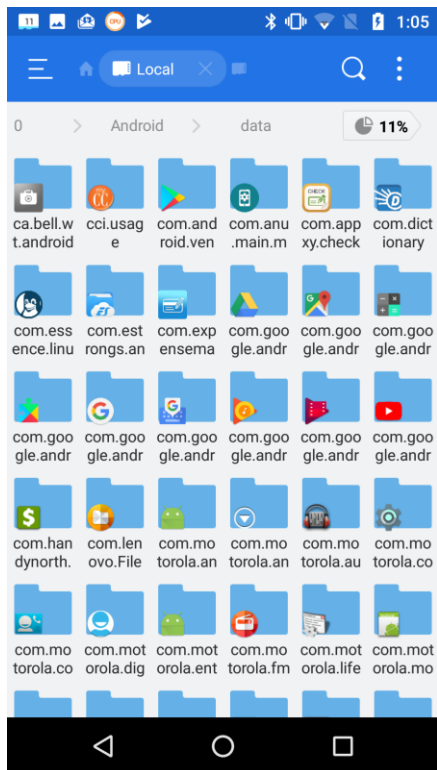 11 CPU 1:05
Local
0 > Android > data 11%
ca.bell.w cci.usag com.and com.anu com.app com.dict
t.android e roid.ven .main.m xy.check ionary
com.ess com.est com.exp com.goo com.goo com.goo
ence.linu rongs.an ensema gle.andr gle.andr gle.andr
com.goo com.goo com.goo com.goo com.goo com.goo
gle.andr gle.andr gle.andr gle.andr gle.andr gle.andr
com.han com.len com.mo com.mo com.mo com.mo
dynorth. ovo.File torola.an torola.an torola.au torola.co
com.mo com.mot com.mot com.mo com.mot com.mot
torola.co orola.dig orola.ent torola.fm orola.life orola.mo